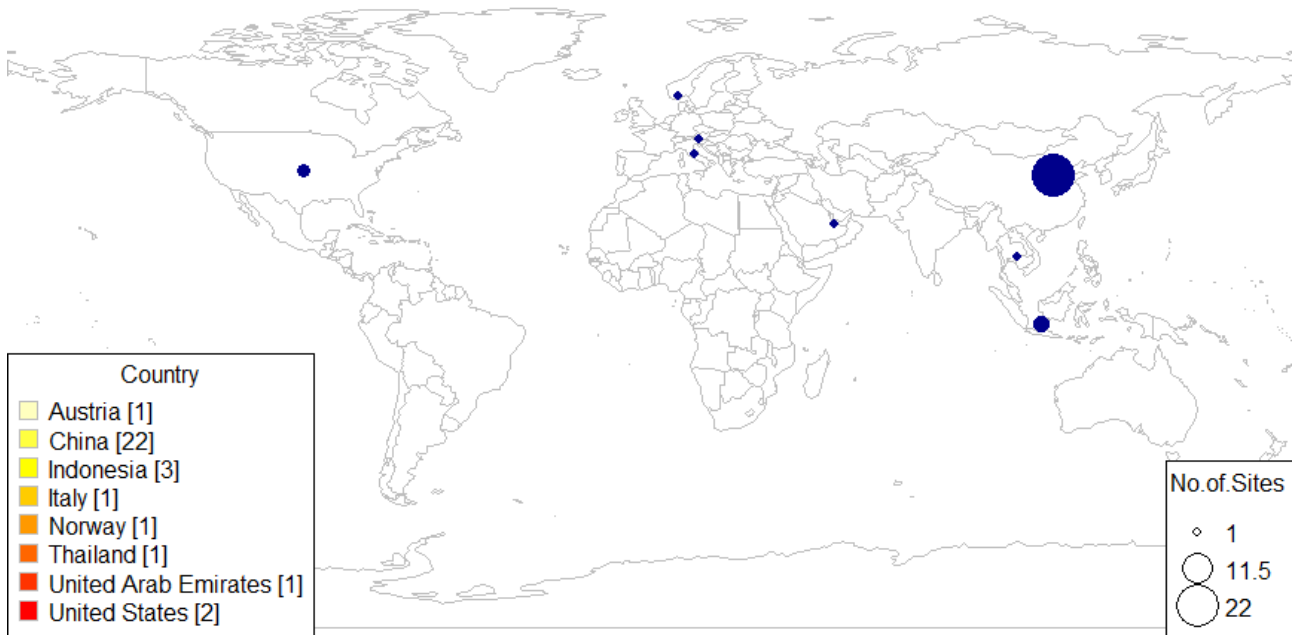 Country
Austria [1]
China [22]
Indonesia [3]
Italy [1]
Norway [1]
Thailand [1]
United Arab Emirates [1]
United States [2]
No.of.Sites
1
11.5
22